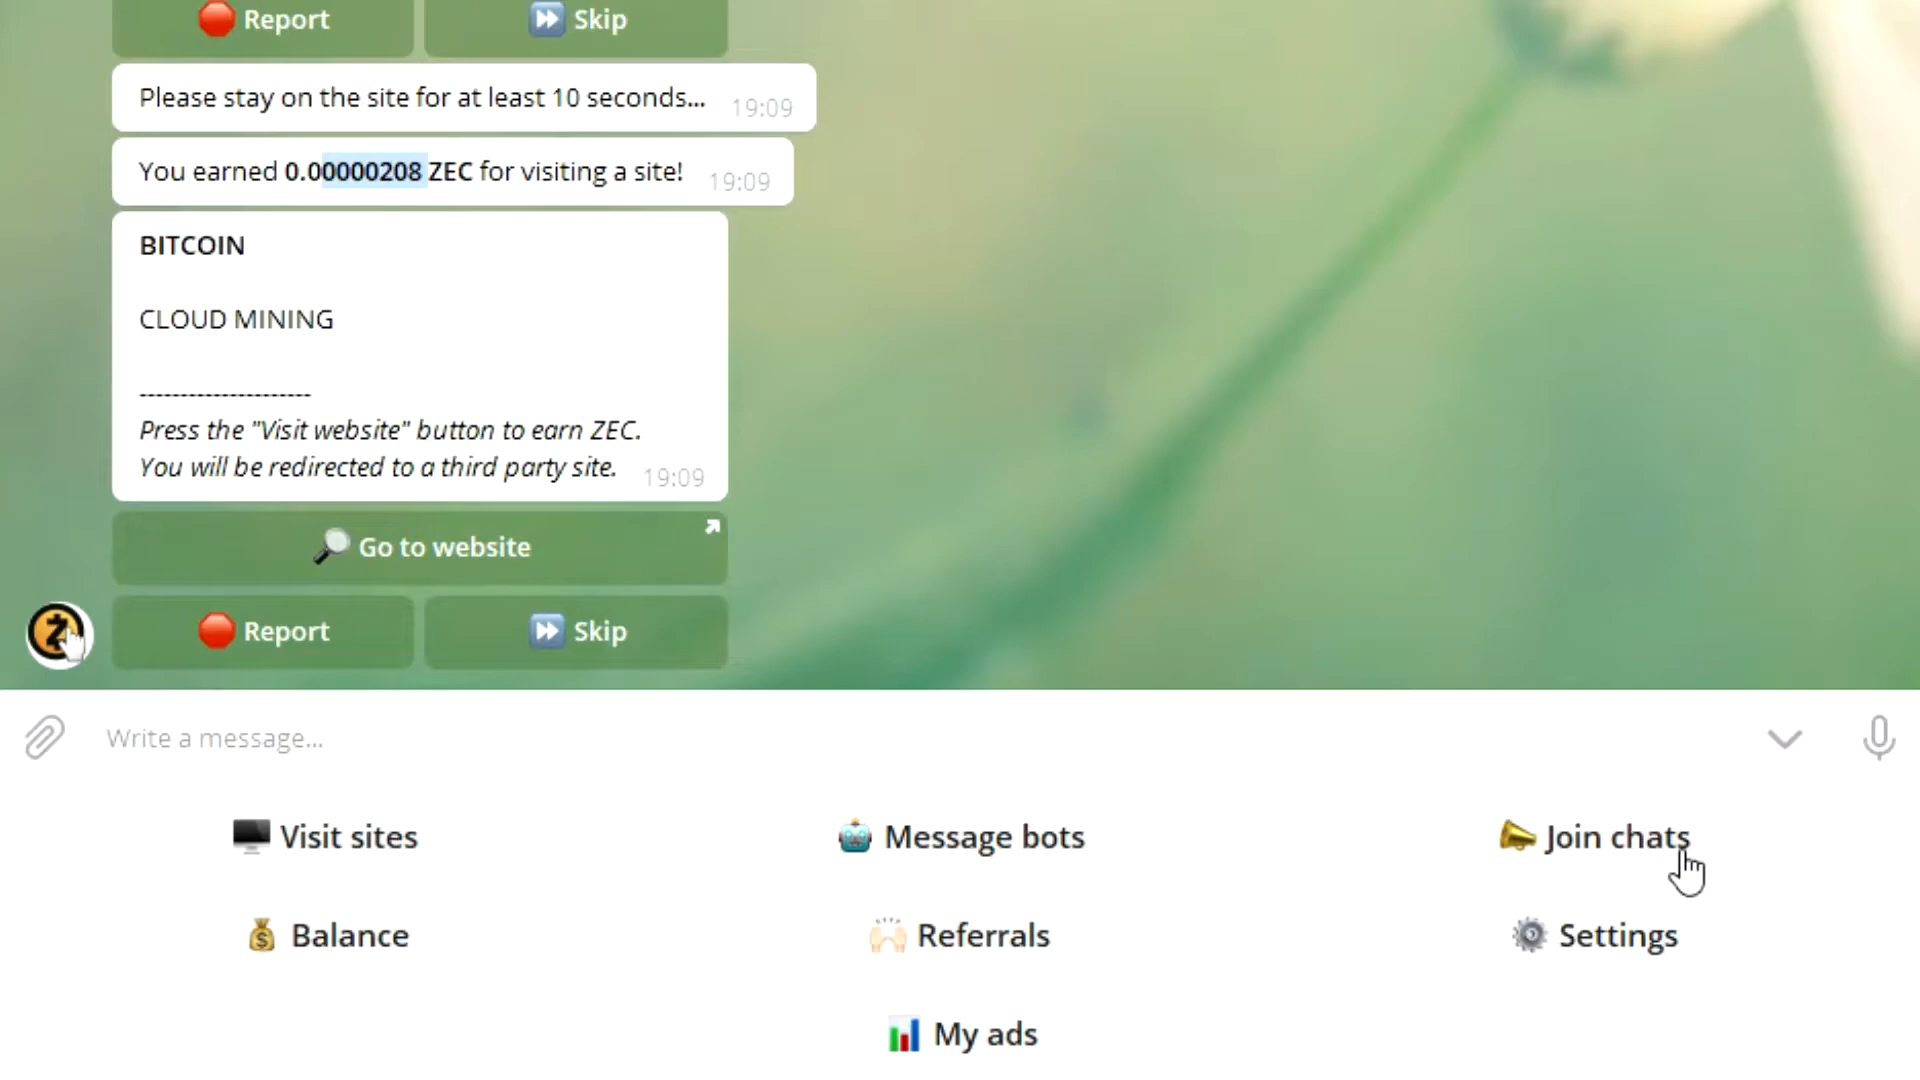 Report
Skip
Please stay on the site for at least 10 seconds... 19:09
You earned 0.00000208 ZEC for visiting a site! 19:09
BITCOIN
CLOUD MINING
---------------------
Press the "Visit website" button to earn ZEC.
You will be redirected to a third party site. 19:09
Go to website
Report
Skip
Write a message...
Visit sites
Message bots
Join chats
Balance
Referrals
Settings
My ads